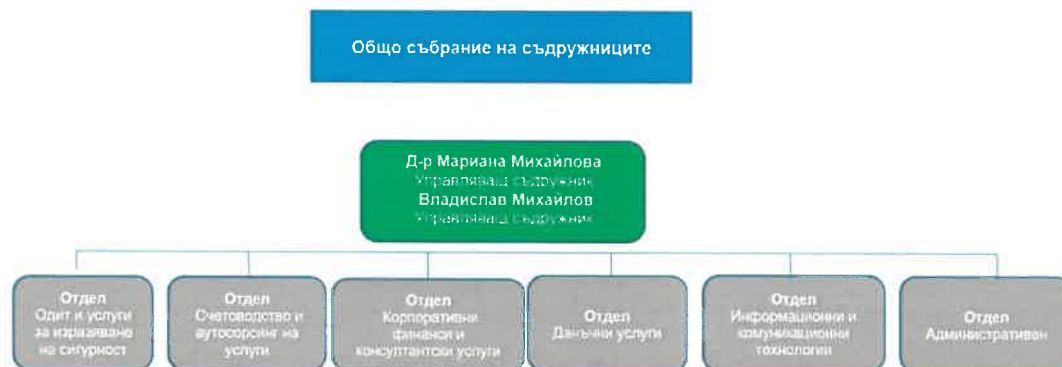 Общо събрание на съдружниците
Д-р Мариана Михайлова
Управляващ съдружник
Владислав Михайлов
Управляващ съдружник
Отдел
Одит и услуги
за изразяване
на сигурност
Отдел
Счетоводство и
аутосорсинг на
услуги
Отдел
Корпоративни
финанси и
консултантски услуги
Отдел
Данъчни услуги
Отдел
Информационни и
комуникационни
технологии
Отдел
Административен